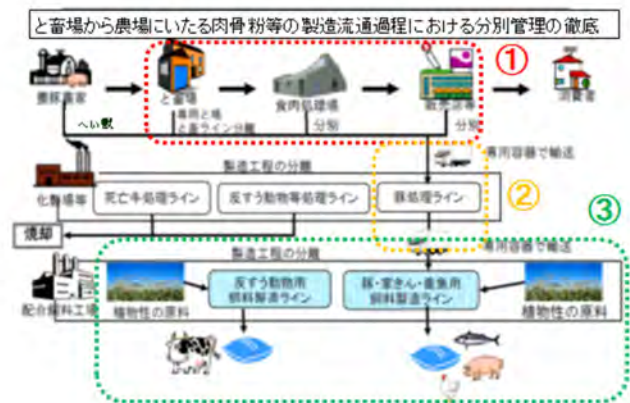 と畜場から農場にいたる肉骨粉等の製造流通過程における分別管理の徹底
①
養豚農家
と畜場
専用と場
と畜ライン分離
食肉処理場
分別
販売店等
分別
消費者
へい獣
専用容器で輸送
製造工程の分離
②
化製場等
死亡牛処理ライン
反すう動物等処理ライン
豚処理ライン
③
焼却
製造工程の分離
専用容器で輸送
反すう動物用
飼料製造ライン
豚・家きん・養魚用
飼料製造ライン
配合飼料工場
植物性の原料
植物性の原料